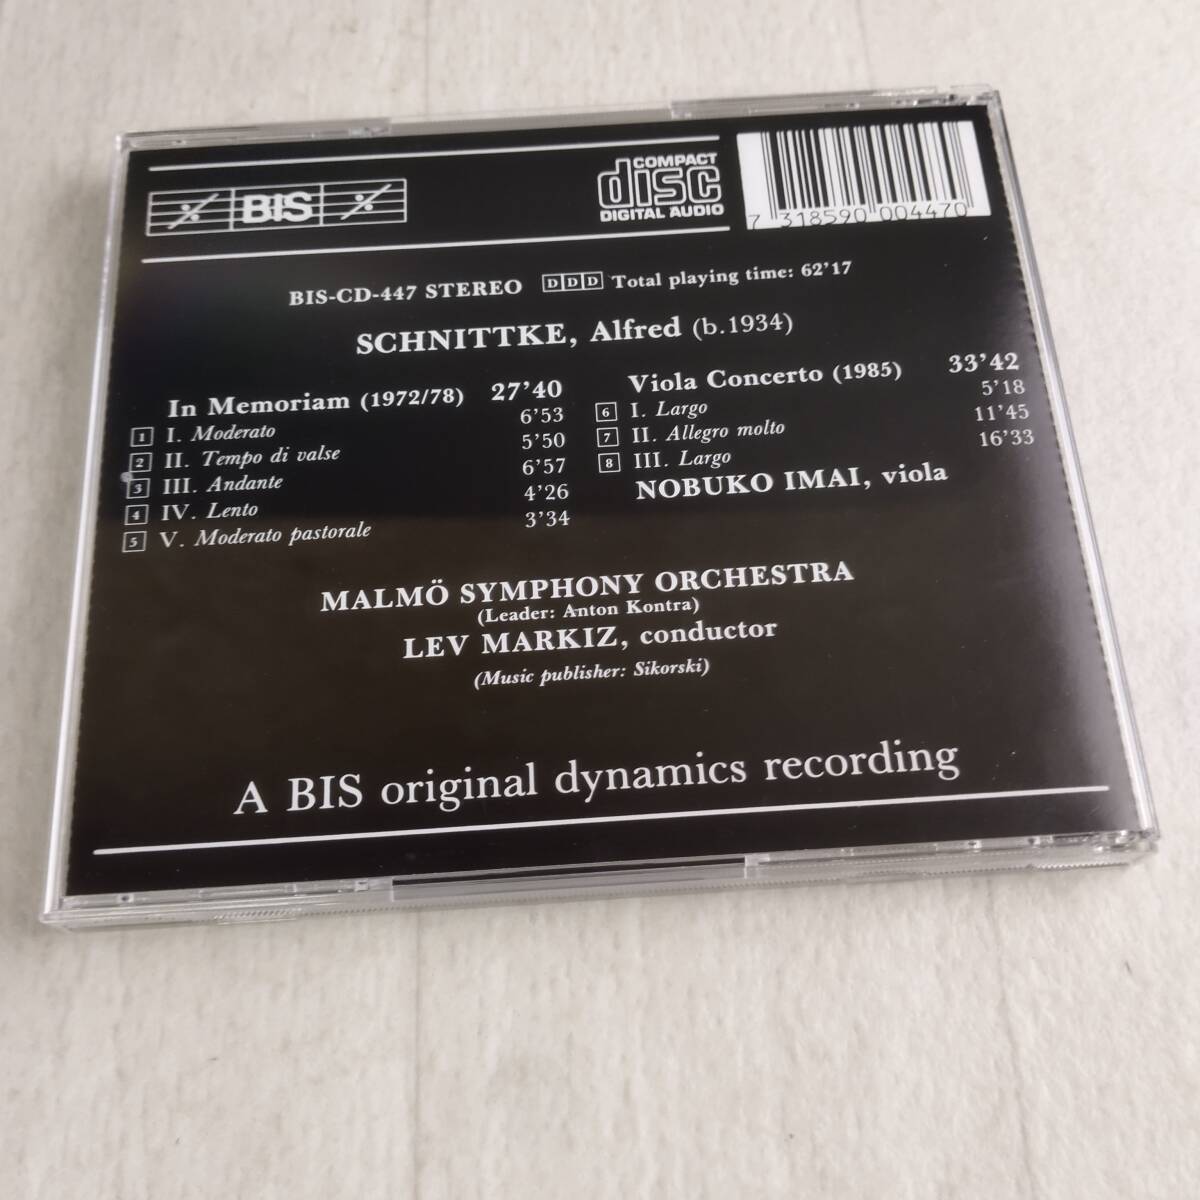 BIS
COMPACT
disc
DIGITAL AUDIO
7 318590 004470
BIS-CD-447 STEREO DDD Total playing time: 62'17
SCHNITTKE, Alfred (b.1934)
In Memoriam (1972/78) 27'40
1 I. Moderato 6'53
2 II. Tempo di valse 5'50
3 III. Andante 6'57
4 IV. Lento 4'26
5 V. Moderato pastorale 3'34
Viola Concerto (1985) 33'42
6 I. Largo 5'18
7 II. Allegro molto 11'45
8 III. Largo 16'33
NOBUKO IMAI, viola
MALMÖ SYMPHONY ORCHESTRA
(Leader: Anton Kontra)
LEV MARKIZ, conductor
(Music publisher: Sikorski)
A BIS original dynamics recording